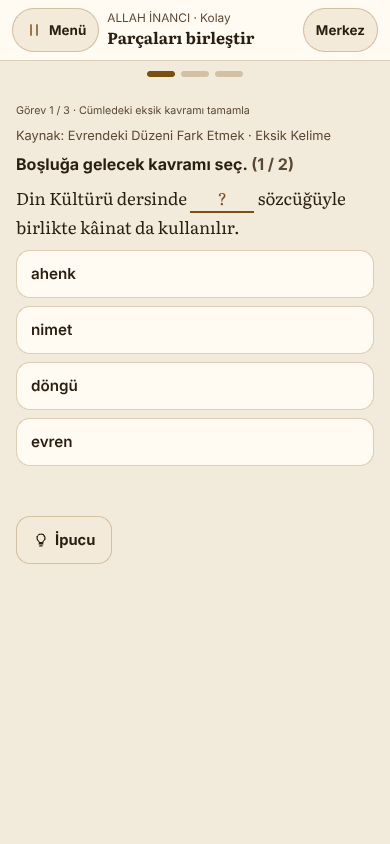 Menü
ALLAH İNANCI · Kolay
Parçaları birleştir
Merkez
Görev 1 / 3 · Cümledeki eksik kavramı tamamla
Kaynak: Evrendeki Düzeni Fark Etmek · Eksik Kelime
Boşluğa gelecek kavramı seç. (1 / 2)
Din Kültürü dersinde ? sözcüğüyle
birlikte kâinat da kullanılır.
ahenk
nimet
döngü
evren
İpucu